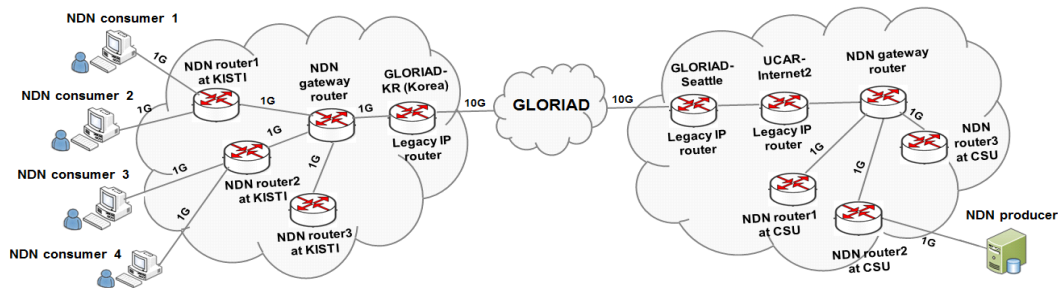 NDN consumer 1
1G
NDN consumer 2
1G
NDN consumer 3
1G
NDN consumer 4
1G
NDN router1
at KISTI
1G
NDN router2
at KISTI
1G
NDN
gateway
router
1G
NDN router3
at KISTI
1G
GLORIAD-
KR (Korea)
Legacy IP
router
10G
GLORIAD
10G
GLORIAD-
Seattle
Legacy IP
router
UCAR-
Internet2
Legacy IP
router
NDN gateway
router
1G
NDN
router3
at CSU
1G
NDN router1
at CSU
1G
NDN router2
at CSU
1G
NDN producer